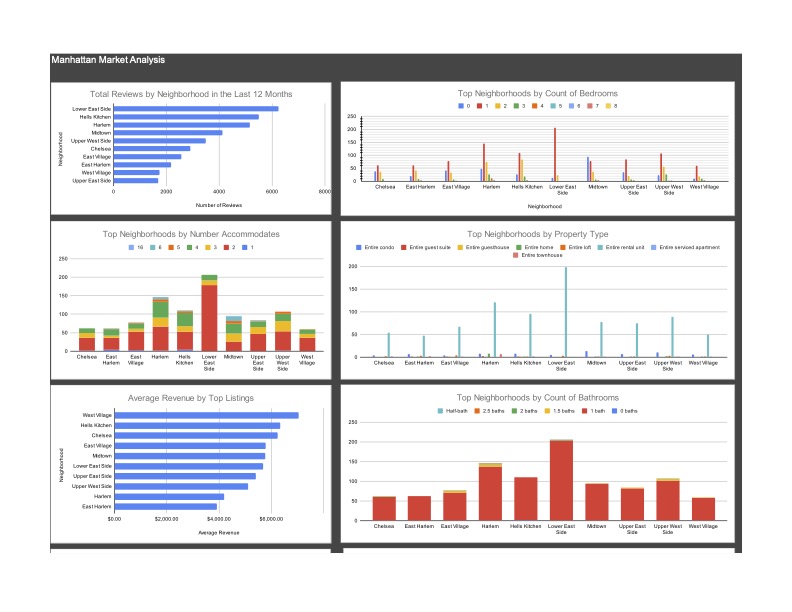 Manhattan Market Analysis
Total Reviews by Neighborhood in the Last 12 Months
Neighborhood
Lower East Side
Hells Kitchen
Harlem
Midtown
Upper West Side
Chelsea
East Village
East Harlem
West Village
Upper East Side
0 2000 4000 6000 8000
Number of Reviews
Top Neighborhoods by Count of Bedrooms
0 1 2 3 4 5 6 7 8
250
200
150
100
50
0
Chelsea East Harlem East Village Harlem Hells Kitchen Lower East Side Midtown Upper East Side Upper West Side West Village
Neighborhood
Top Neighborhoods by Number Accommodates
16 6 5 4 3 2 1
250
200
150
100
50
0
Chelsea East Harlem East Village Harlem Hells Kitchen Lower East Side Midtown Upper East Side Upper West Side West Village
Top Neighborhoods by Property Type
Entire condo Entire guest suite Entire guesthouse Entire home Entire loft Entire rental unit Entire serviced apartment
Entire townhouse
200
150
100
50
0
Chelsea East Harlem East Village Harlem Hells Kitchen Lower East Side Midtown Upper East Side Upper West Side West Village
Average Revenue by Top Listings
Neighborhood
West Village
Hells Kitchen
Chelsea
East Village
Midtown
Lower East Side
Upper East Side
Upper West Side
Harlem
East Harlem
$0.00 $2,000.00 $4,000.00 $6,000.00
Average Revenue
Top Neighborhoods by Count of Bathrooms
Half-bath 2.5 baths 2 baths 1.5 baths 1 bath 0 baths
250
200
150
100
50
0
Chelsea East Harlem East Village Harlem Hells Kitchen Lower East Side Midtown Upper East Side Upper West Side West Village